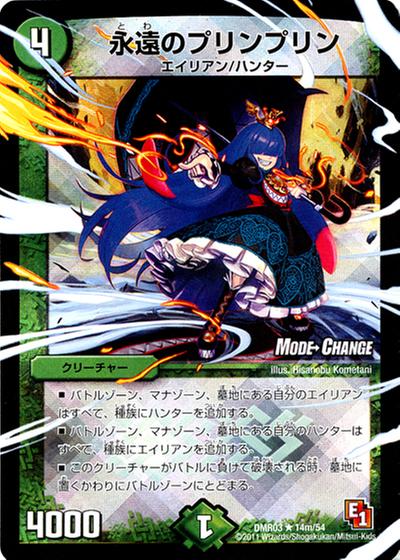 4
とわ
永遠のプリンプリン
エイリアン/ハンター
MODE CHANGE
illus. Hisanobu Kometani
クリーチャー
■ バトルゾーン、マナゾーン、墓地にある自分のエイリアン
はすべて、種族にハンターを追加する。
■ バトルゾーン、マナゾーン、墓地にある自分のハンターは
すべて、種族にエイリアンを追加する。
■ このクリーチャーがバトルに負けて破壊される時、墓地に
置くかわりにバトルゾーンにとどまる。
4000
1
E1
DMR03 ★ 14m/54
©2011 Wizards/Shogakukan/Mitsui-Kids